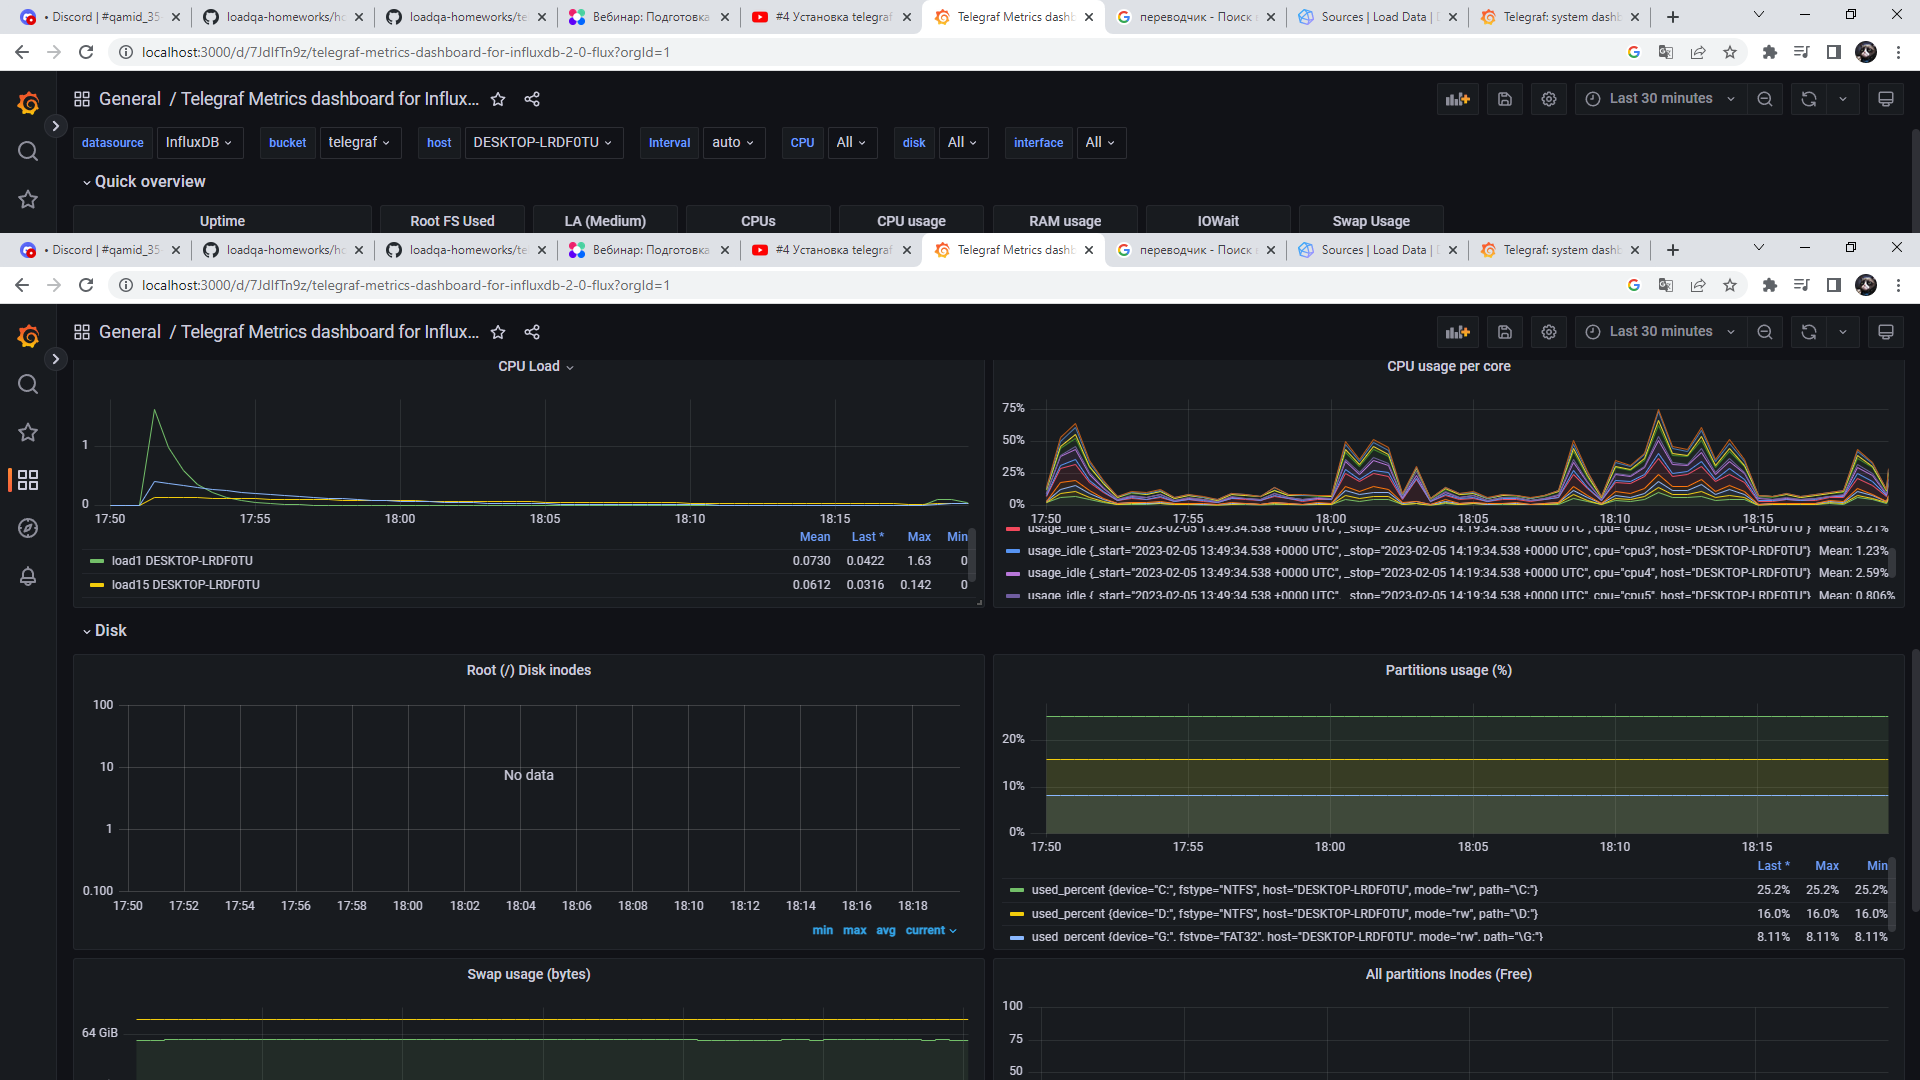 • Discord | #qamid_35
loadqa-homeworks/ho
loadqa-homeworks/te
Вебинар: Подготовка
#4 Установка telegraf
Telegraf Metrics dashb
переводчик - Поиск
Sources | Load Data |
Telegraf: system dashb
localhost:3000/d/7JdIfTn9z/telegraf-metrics-dashboard-for-influxdb-2-0-flux?orgId=1
General / Telegraf Metrics dashboard for Influx...
Last 30 minutes
datasource InfluxDB bucket telegraf host DESKTOP-LRDF0TU Interval auto CPU All disk All interface All
Quick overview
Uptime Root FS Used LA (Medium) CPUs CPU usage RAM usage IOWait Swap Usage
• Discord | #qamid_35
loadqa-homeworks/ho
loadqa-homeworks/te
Вебинар: Подготовка
#4 Установка telegraf
Telegraf Metrics dashb
переводчик - Поиск
Sources | Load Data |
Telegraf: system dashb
localhost:3000/d/7JdIfTn9z/telegraf-metrics-dashboard-for-influxdb-2-0-flux?orgId=1
General / Telegraf Metrics dashboard for Influx...
Last 30 minutes
CPU Load
1
0
17:50 17:55 18:00 18:05 18:10 18:15
Mean Last * Max Min
load1 DESKTOP-LRDF0TU 0.0730 0.0422 1.63 0
load15 DESKTOP-LRDF0TU 0.0612 0.0316 0.142 0
CPU usage per core
75%
50%
25%
0%
17:50 17:55 18:00 18:05 18:10 18:15
usage_idle {_start="2023-02-05 13:49:34.538 +0000 UTC", _stop="2023-02-05 14:19:34.538 +0000 UTC", cpu="cpu2", host="DESKTOP-LRDF0TU"} Mean: 5.21%
usage_idle {_start="2023-02-05 13:49:34.538 +0000 UTC", _stop="2023-02-05 14:19:34.538 +0000 UTC", cpu="cpu3", host="DESKTOP-LRDF0TU"} Mean: 1.23%
usage_idle {_start="2023-02-05 13:49:34.538 +0000 UTC", _stop="2023-02-05 14:19:34.538 +0000 UTC", cpu="cpu4", host="DESKTOP-LRDF0TU"} Mean: 2.59%
usage_idle {_start="2023-02-05 13:49:34.538 +0000 UTC", _stop="2023-02-05 14:19:34.538 +0000 UTC", cpu="cpu5", host="DESKTOP-LRDF0TU"} Mean: 0.806%
Disk
Root (/) Disk inodes
100
10
1
0.100
No data
17:50 17:52 17:54 17:56 17:58 18:00 18:02 18:04 18:06 18:08 18:10 18:12 18:14 18:16 18:18
min max avg current
Partitions usage (%)
20%
10%
0%
17:50 17:55 18:00 18:05 18:10 18:15
Last * Max Min
used_percent {device="C:", fstype="NTFS", host="DESKTOP-LRDF0TU", mode="rw", path="\C:"} 25.2% 25.2% 25.2%
used_percent {device="D:", fstype="NTFS", host="DESKTOP-LRDF0TU", mode="rw", path="\D:"} 16.0% 16.0% 16.0%
used_percent {device="G:", fstype="FAT32", host="DESKTOP-LRDF0TU", mode="rw", path="\G:"} 8.11% 8.11% 8.11%
Swap usage (bytes)
64 GiB
All partitions Inodes (Free)
100
75
50